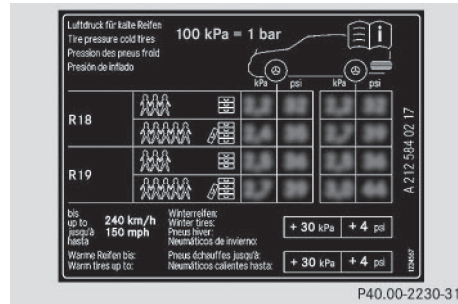 Luftdruck für kalte Reifen
Tire pressure cold tires
Pression des pneus froid
Presión de inflado
100 kPa = 1 bar
i
kPa psi kPa psi
R18
R19
A 212 584 02 17
bis
up to
jusqu'à
hasta
240 km/h
150 mph
Winterreifen:
Winter tires:
Pneus hiver:
Neumáticos de invierno:
+ 30 kPa + 4 psi
Warme Reifen bis:
Warm tires up to:
Pneus échauffes jusqu'à:
Neumáticos calientes hasta:
+ 30 kPa + 4 psi
1234567
P40.00-2230-31